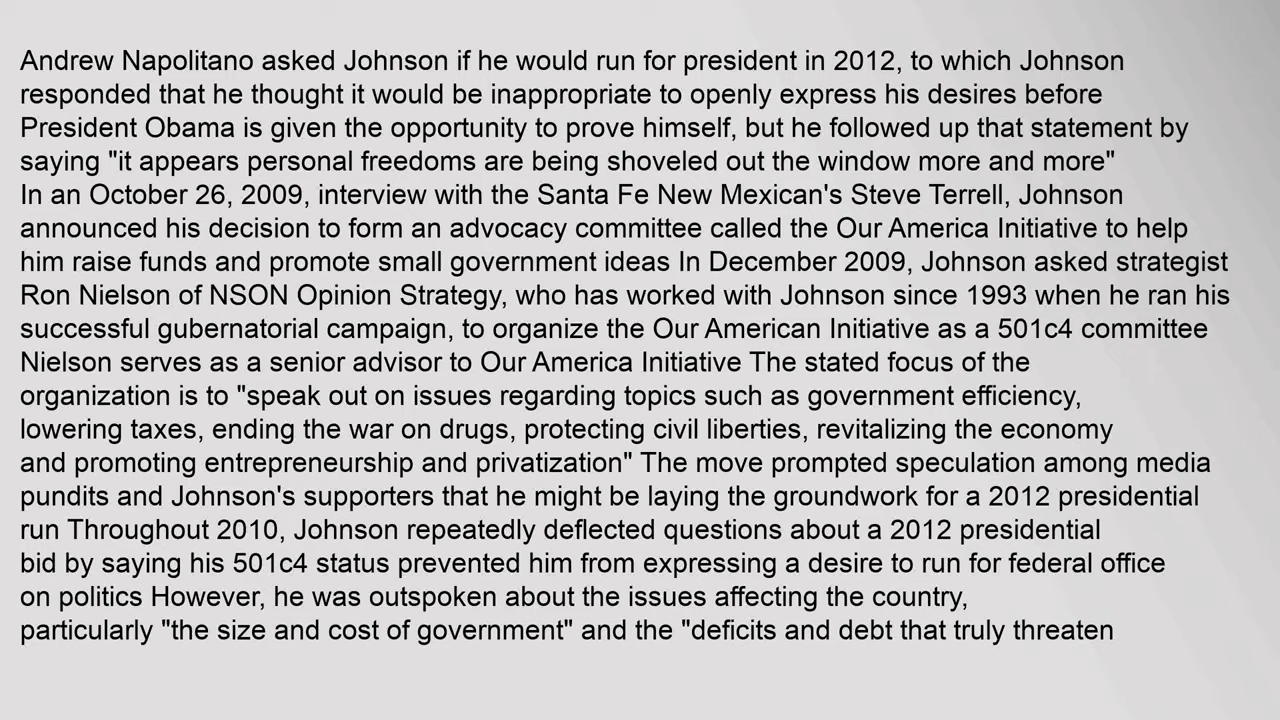 Andrew Napolitano asked Johnson if he would run for president in 2012, to which Johnson
responded that he thought it would be inappropriate to openly express his desires before
President Obama is given the opportunity to prove himself, but he followed up that statement by
saying "it appears personal freedoms are being shoveled out the window more and more"
In an October 26, 2009, interview with the Santa Fe New Mexican's Steve Terrell, Johnson
announced his decision to form an advocacy committee called the Our America Initiative to help
him raise funds and promote small government ideas In December 2009, Johnson asked strategist
Ron Nielson of NSON Opinion Strategy, who has worked with Johnson since 1993 when he ran his
successful gubernatorial campaign, to organize the Our American Initiative as a 501c4 committee
Nielson serves as a senior advisor to Our America Initiative The stated focus of the
organization is to "speak out on issues regarding topics such as government efficiency,
lowering taxes, ending the war on drugs, protecting civil liberties, revitalizing the economy
and promoting entrepreneurship and privatization" The move prompted speculation among media
pundits and Johnson's supporters that he might be laying the groundwork for a 2012 presidential
run Throughout 2010, Johnson repeatedly deflected questions about a 2012 presidential
bid by saying his 501c4 status prevented him from expressing a desire to run for federal office
on politics However, he was outspoken about the issues affecting the country,
particularly "the size and cost of government" and the "deficits and debt that truly threaten